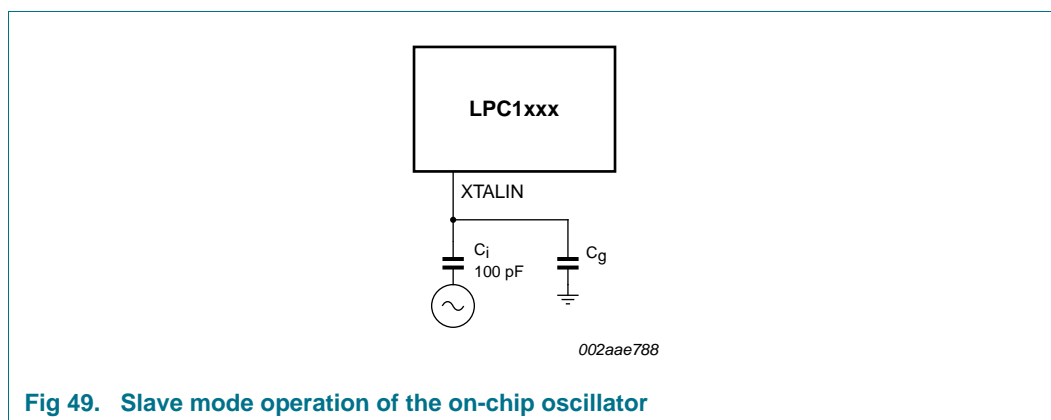 LPC1xxx
XTALIN
Ci
100 pF
Cg
002aae788
Fig 49. Slave mode operation of the on-chip oscillator